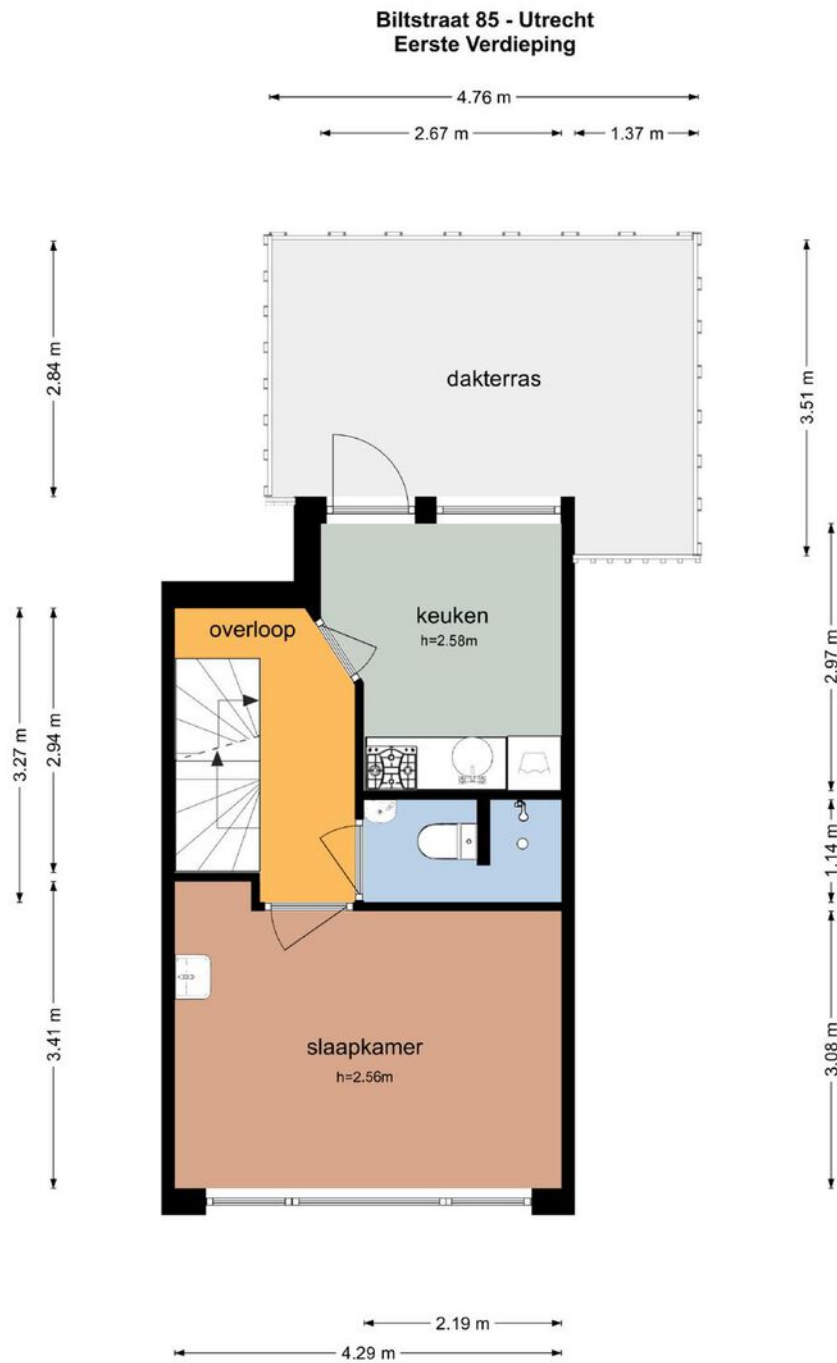 Biltstraat 85 - Utrecht
Eerste Verdieping
4.76 m
2.67 m
1.37 m
2.84 m
3.51 m
dakterras
keuken
h=2.58m
overloop
2.97 m
3.27 m
2.94 m
1.14 m
3.41 m
slaapkamer
h=2.56m
3.08 m
2.19 m
4.29 m